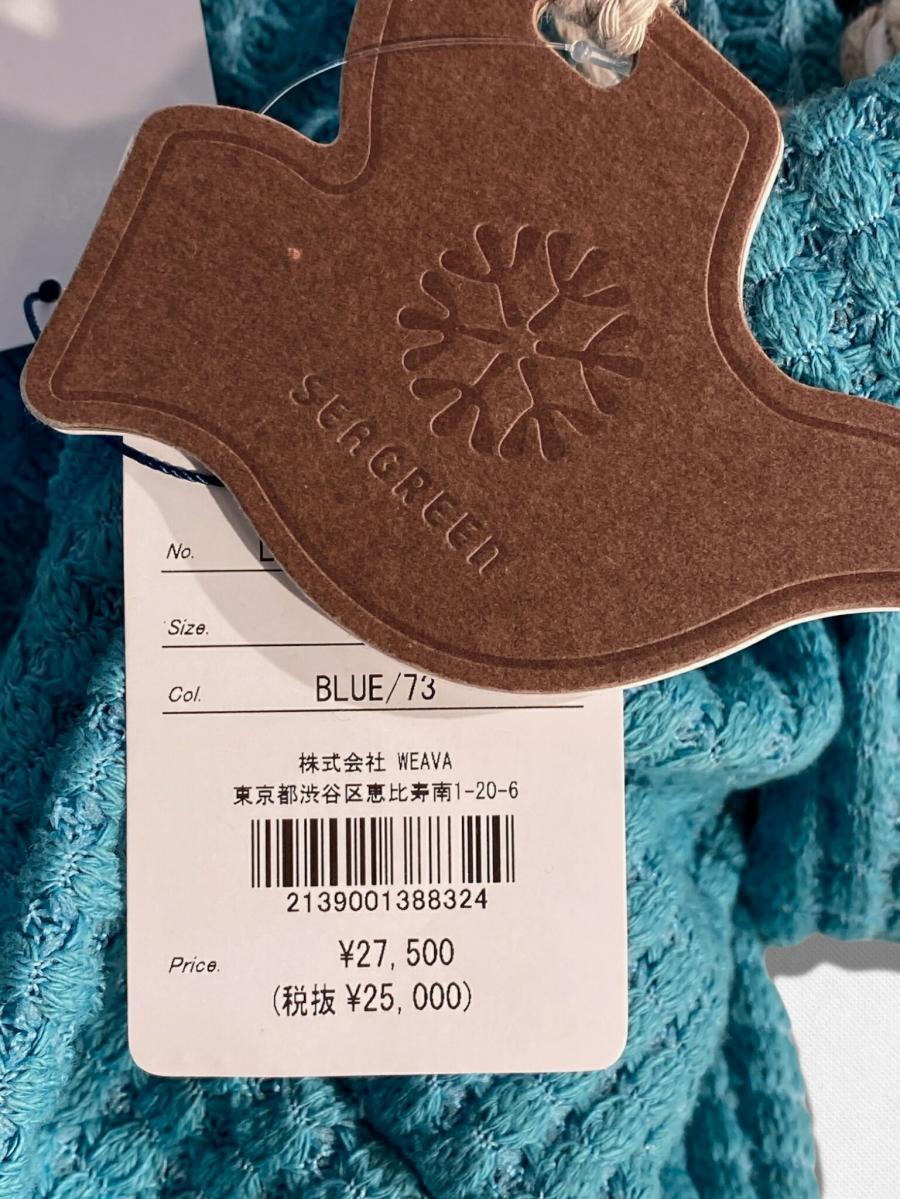 SEAGREEN
No.
Size.
Col. BLUE/73
株式会社 WEAVA
東京都渋谷区恵比寿南1-20-6
2139001388324
Price. ¥27,500
(税抜 ¥25,000)